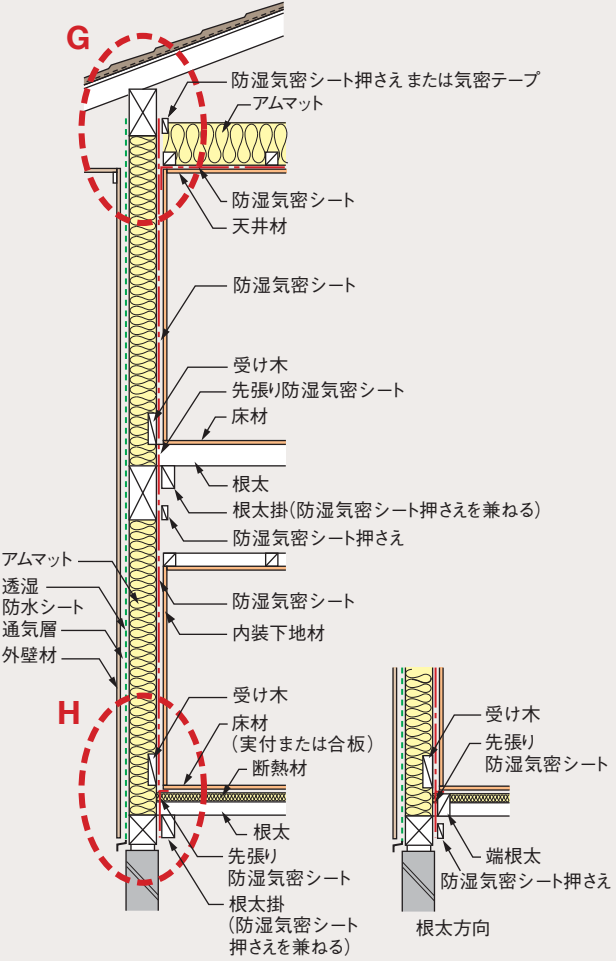 G
防湿気密シート押さえまたは気密テープ
アムマット
防湿気密シート
天井材
防湿気密シート
受け木
先張り防湿気密シート
床材
根太
根太掛(防湿気密シート押さえを兼ねる)
防湿気密シート押さえ
アムマット
透湿
防水シート
通気層
外壁材
防湿気密シート
内装下地材
H
受け木
床材
(実付または合板)
断熱材
根太
先張り
防湿気密シート
根太掛
(防湿気密シート
押さえを兼ねる)
受け木
先張り
防湿気密シート
端根太
防湿気密シート押さえ
根太方向